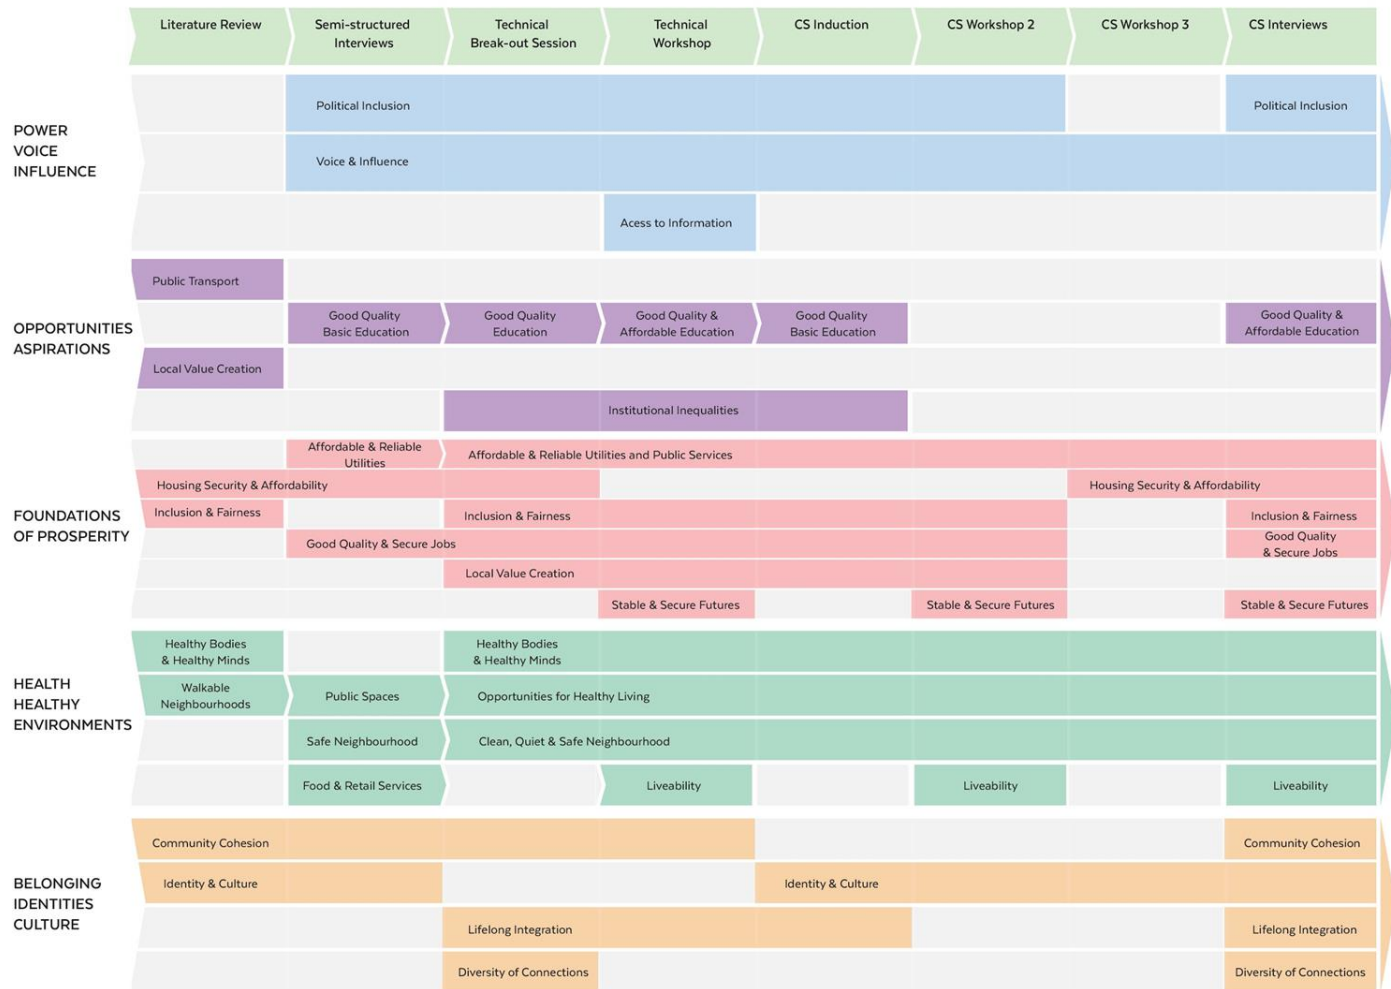 Literature Review
Semi-structured
Interviews
Technical
Break-out Session
Technical
Workshop
CS Induction
CS Workshop 2
CS Workshop 3
CS Interviews
POWER
VOICE
INFLUENCE
Political Inclusion
Political Inclusion
Voice & Influence
Acess to Information
OPPORTUNITIES
ASPIRATIONS
Public Transport
Good Quality
Basic Education
Good Quality
Education
Good Quality &
Affordable Education
Good Quality
Basic Education
Good Quality &
Affordable Education
Local Value Creation
Institutional Inequalities
FOUNDATIONS
OF PROSPERITY
Affordable & Reliable
Utilities
Affordable & Reliable Utilities and Public Services
Housing Security & Affordability
Housing Security & Affordability
Inclusion & Fairness
Inclusion & Fairness
Inclusion & Fairness
Good Quality & Secure Jobs
Good Quality
& Secure Jobs
Local Value Creation
Stable & Secure Futures
Stable & Secure Futures
Stable & Secure Futures
HEALTH
HEALTHY
ENVIRONMENTS
Healthy Bodies
& Healthy Minds
Healthy Bodies
& Healthy Minds
Walkable
Neighbourhoods
Public Spaces
Opportunities for Healthy Living
Safe Neighbourhood
Clean, Quiet & Safe Neighbourhood
Food & Retail Services
Liveability
Liveability
Liveability
BELONGING
IDENTITIES
CULTURE
Community Cohesion
Community Cohesion
Identity & Culture
Identity & Culture
Lifelong Integration
Lifelong Integration
Diversity of Connections
Diversity of Connections